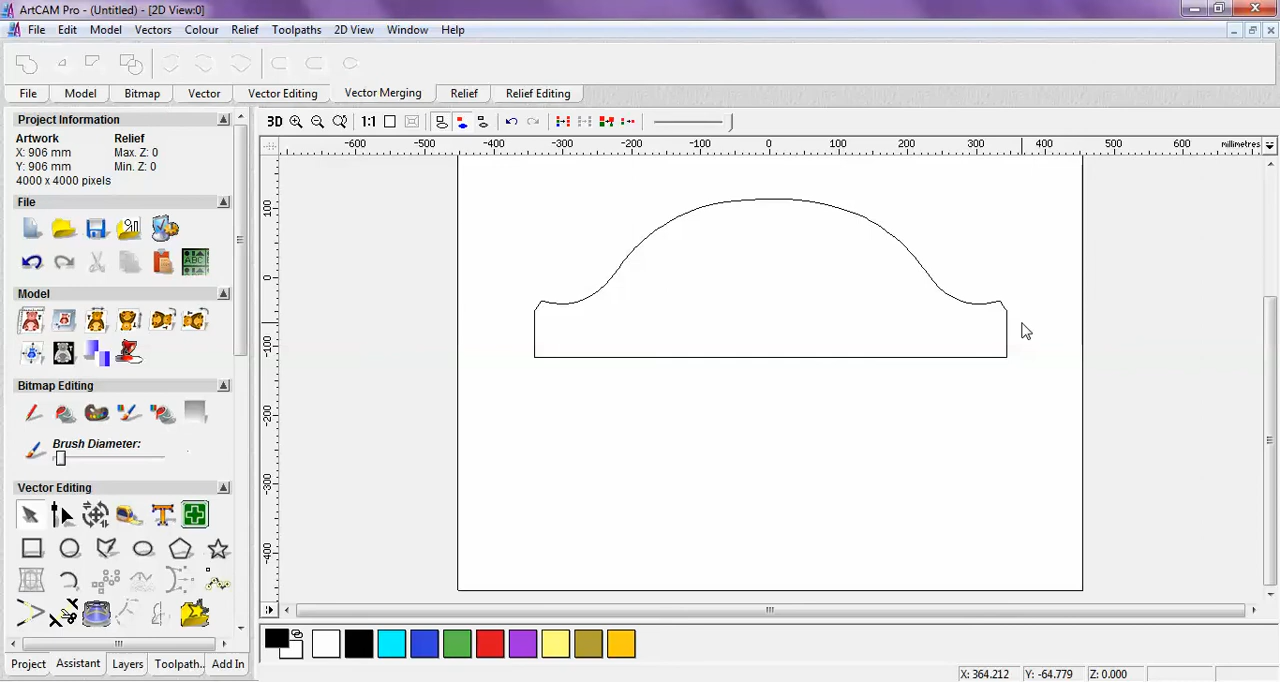 ArtCAM Pro - (Untitled) - [2D View:0]
File Edit Model Vectors Colour Relief Toolpaths 2D View Window Help
File Model Bitmap Vector Vector Editing Vector Merging Relief Relief Editing
Project Information
3D 1:1
Artwork Relief
X: 906 mm Max. Z: 0
Y: 906 mm Min. Z: 0
4000 x 4000 pixels
-600 -500 -400 -300 -200 -100 0 100 200 300 400 500 600 millimetres
File
ABC
Model
Bitmap Editing
Brush Diameter:
Vector Editing
100
0
-100
-200
-300
-400
Project Assistant Layers Toolpath... Add In
X: 364.212 Y: -64.779 Z: 0.000